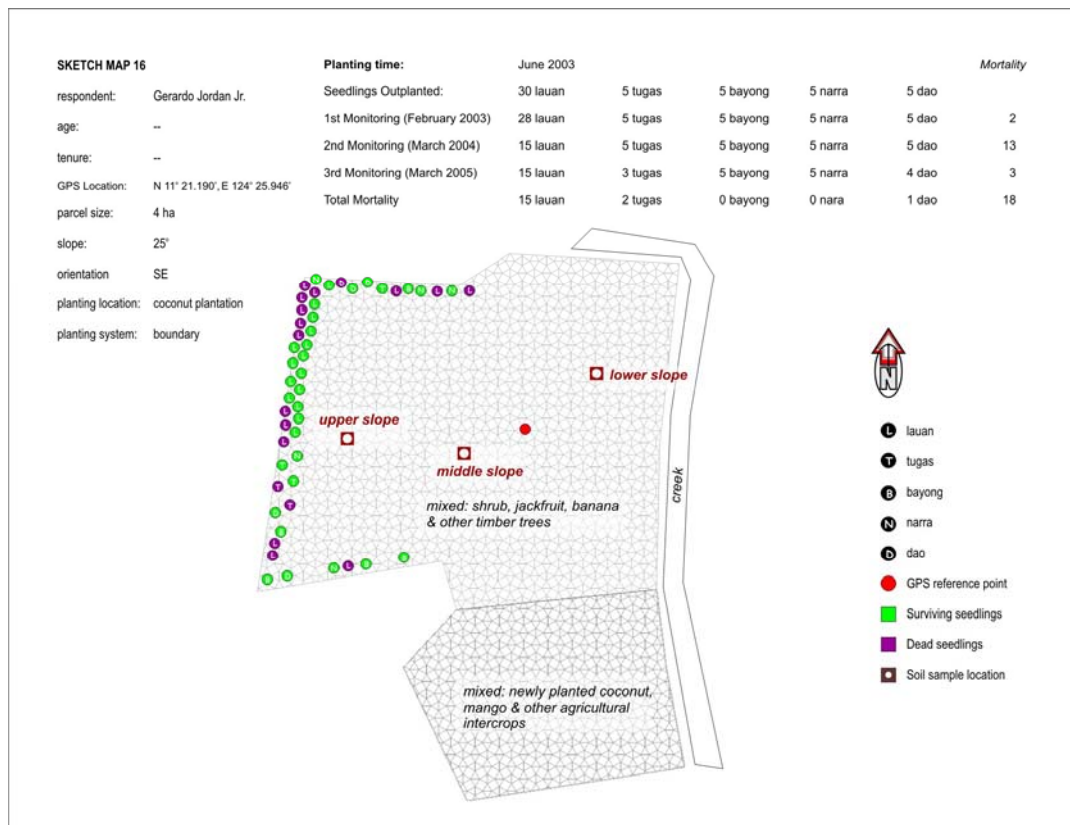 SKETCH MAP 16
respondent: Gerardo Jordan Jr.
age: --
tenure: --
GPS Location: N 11° 21.190', E 124° 25.946'
parcel size: 4 ha
slope: 25°
orientation SE
planting location: coconut plantation
planting system: boundary
Planting time: June 2003 Mortality
Seedlings Outplanted: 30 lauan 5 tugas 5 bayong 5 narra 5 dao
1st Monitoring (February 2003) 28 lauan 5 tugas 5 bayong 5 narra 5 dao 2
2nd Monitoring (March 2004) 15 lauan 5 tugas 5 bayong 5 narra 5 dao 13
3rd Monitoring (March 2005) 15 lauan 3 tugas 5 bayong 5 narra 4 dao 3
Total Mortality 15 lauan 2 tugas 0 bayong 0 nara 1 dao 18
lower slope
upper slope
middle slope
mixed: shrub, jackfruit, banana
& other timber trees
creek
mixed: newly planted coconut,
mango & other agricultural
intercrops
N
L lauan
T tugas
B bayong
N narra
D dao
GPS reference point
Surviving seedlings
Dead seedlings
Soil sample location